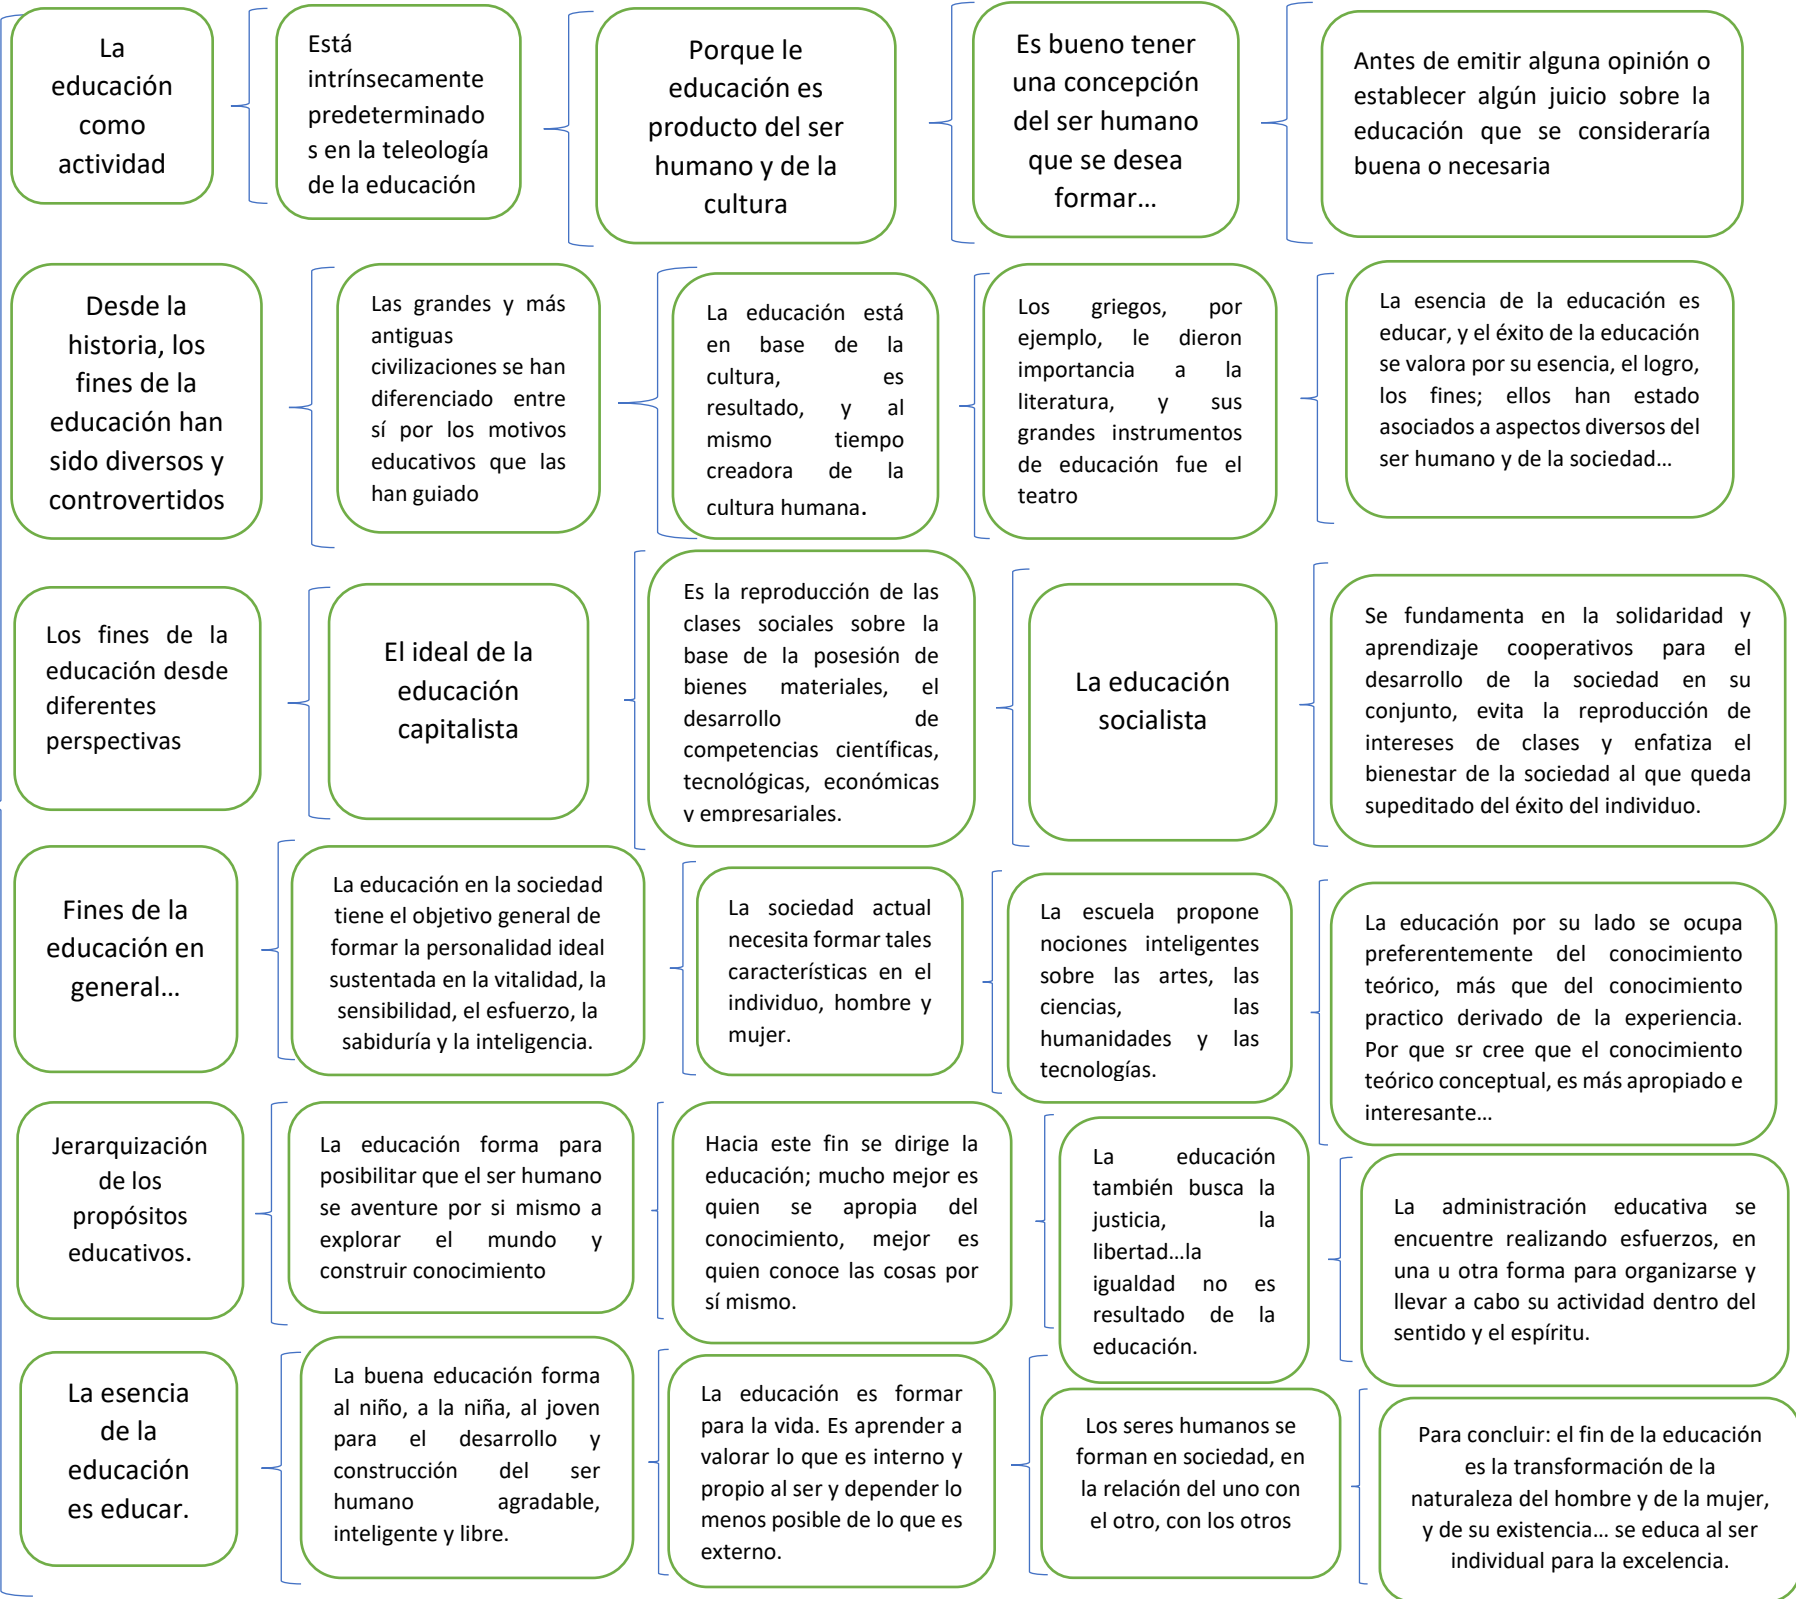 La
educación
como
actividad
Está
intrínsecamente
predeterminado
s en la teleología
de la educación
Porque le
educación es
producto del ser
humano y de la
cultura
Es bueno tener
una concepción
del ser humano
que se desea
formar…
Antes de emitir alguna opinión o
establecer algún juicio sobre la
educación que se consideraría
buena o necesaria
Desde la
historia, los
fines de la
educación han
sido diversos y
controvertidos
Las grandes y más
antiguas
civilizaciones se han
diferenciado entre
sí por los motivos
educativos que las
han guiado
La educación está
en base de la
cultura, es
resultado, y al
mismo tiempo
creadora de la
cultura humana.
Los griegos, por
ejemplo, le dieron
importancia a la
literatura, y sus
grandes instrumentos
de educación fue el
teatro
La esencia de la educación es
educar, y el éxito de la educación
se valora por su esencia, el logro,
los fines; ellos han estado
asociados a aspectos diversos del
ser humano y de la sociedad…
Los fines de la
educación desde
diferentes
perspectivas
El ideal de la
educación
capitalista
Es la reproducción de las
clases sociales sobre la
base de la posesión de
bienes materiales, el
desarrollo de
competencias científicas,
tecnológicas, económicas
y empresariales.
La educación
socialista
Se fundamenta en la solidaridad y
aprendizaje cooperativos para el
desarrollo de la sociedad en su
conjunto, evita la reproducción de
intereses de clases y enfatiza el
bienestar de la sociedad al que queda
supeditado del éxito del individuo.
Fines de la
educación en
general…
La educación en la sociedad
tiene el objetivo general de
formar la personalidad ideal
sustentada en la vitalidad, la
sensibilidad, el esfuerzo, la
sabiduría y la inteligencia.
La sociedad actual
necesita formar tales
características en el
individuo, hombre y
mujer.
La escuela propone
nociones inteligentes
sobre las artes, las
ciencias, las
humanidades y las
tecnologías.
La educación por su lado se ocupa
preferentemente del conocimiento
teórico, más que del conocimiento
practico derivado de la experiencia.
Por que sr cree que el conocimiento
teórico conceptual, es más apropiado e
interesante…
Jerarquización
de los
propósitos
educativos.
La educación forma para
posibilitar que el ser humano
se aventure por si mismo a
explorar el mundo y
construir conocimiento
Hacia este fin se dirige la
educación; mucho mejor es
quien se apropia del
conocimiento, mejor es
quien conoce las cosas por
sí mismo.
La educación
también busca la
justicia, la
libertad…la
igualdad no es
resultado de la
educación.
La administración educativa se
encuentre realizando esfuerzos, en
una u otra forma para organizarse y
llevar a cabo su actividad dentro del
sentido y el espíritu.
La esencia
de la
educación
es educar.
La buena educación forma
al niño, a la niña, al joven
para el desarrollo y
construcción del ser
humano agradable,
inteligente y libre.
La educación es formar
para la vida. Es aprender a
valorar lo que es interno y
propio al ser y depender lo
menos posible de lo que es
externo.
Los seres humanos se
forman en sociedad, en
la relación del uno con
el otro, con los otros
Para concluir: el fin de la educación
es la transformación de la
naturaleza del hombre y de la mujer,
y de su existencia… se educa al ser
individual para la excelencia.